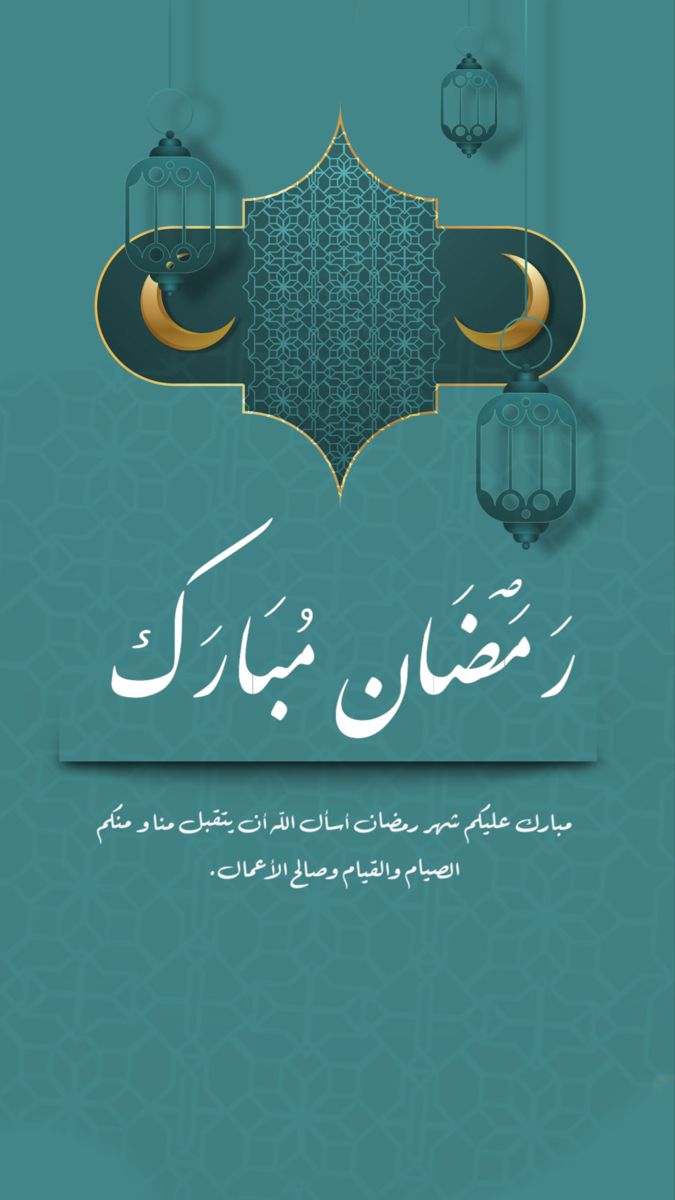 رَمَضَان مُبَارَك
مبارك عليكم شهر رمضان أسأل الله أن يتقبل منا و منكم
الصيام والقيام وصالح الأعمال.